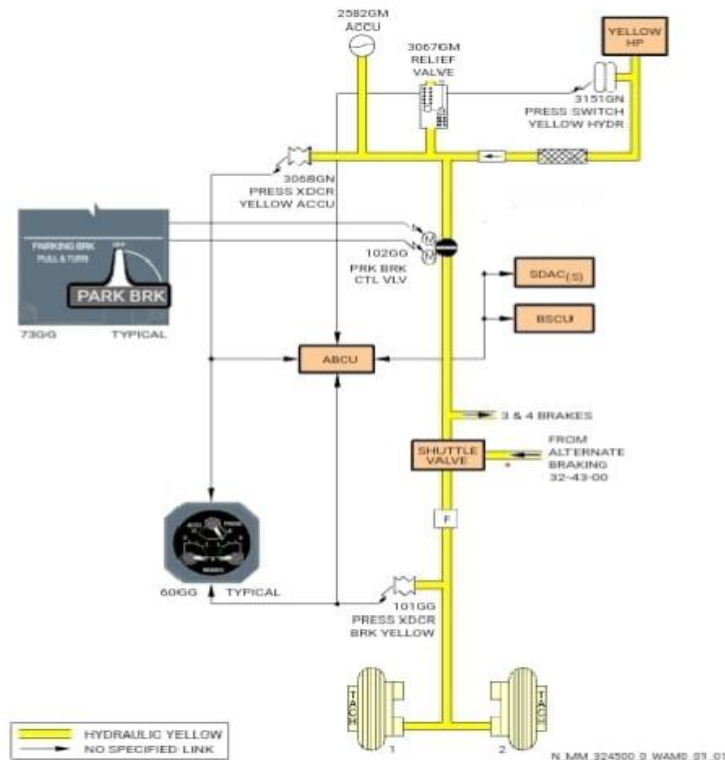 2582GM
ACCU
3067GM
RELIEF
VALVE
YELLOW
HP
3151GN
PRESS SWITCH
YELLOW HYDR
3068GN
PRESS XDCR
YELLOW ACCU
PARKING BRK
PULL & TURN
PARK BRK
73GG TYPICAL
M
M
102GG
PRK BRK
CTL VLV
SDAC(S)
BSCU
ABCU
3 & 4 BRAKES
SHUTTLE
VALVE
FROM
ALTERNATE
BRAKING
32-43-00
F
60GG TYPICAL
101GG
PRESS XDCR
BRK YELLOW
TACH
TACH
1
2
HYDRAULIC YELLOW
NO SPECIFIED LINK
N_MM_324500_0_WAM0_01_01